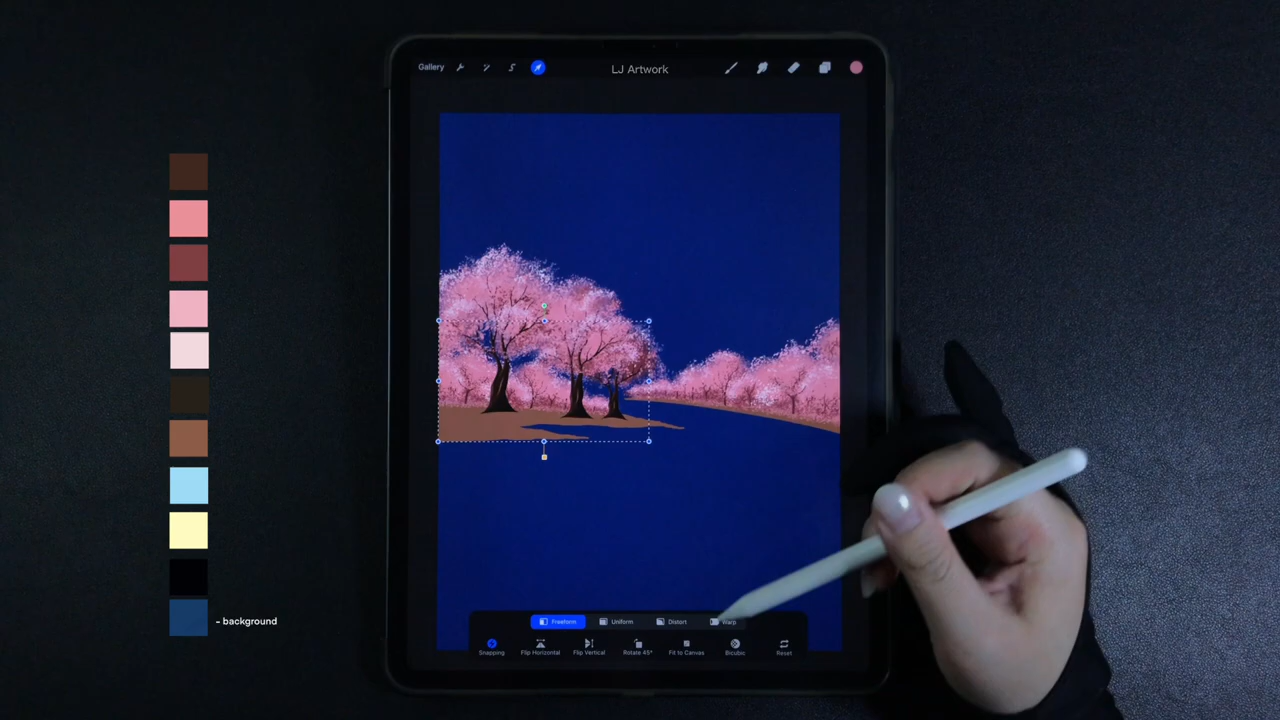 Gallery
LJ Artwork
- background
Freeform Uniform Distort Warp
Snapping Flip Horizontal Flip Vertical Rotate 45° Fit to Canvas Bicubic Reset